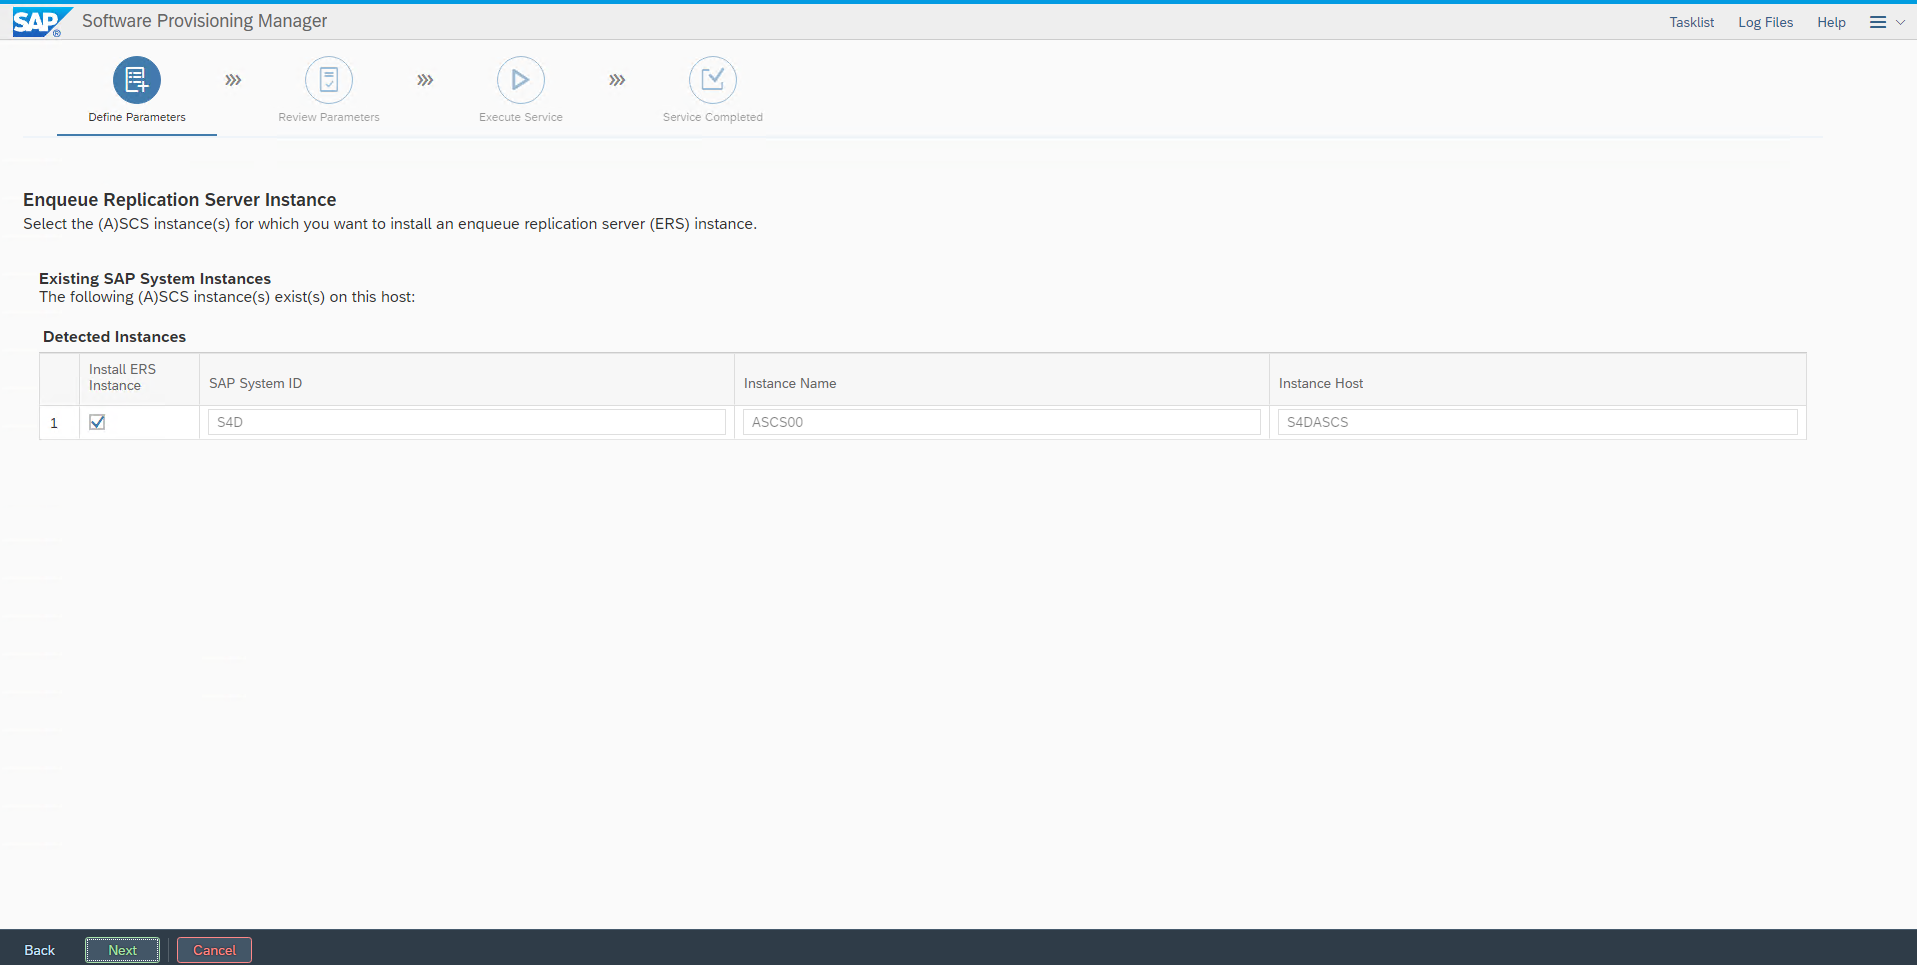 SAP ® Software Provisioning Manager Tasklist Log Files Help
Define Parameters Review Parameters Execute Service Service Completed
Enqueue Replication Server Instance
Select the (A)SCS instance(s) for which you want to install an enqueue replication server (ERS) instance.
Existing SAP System Instances
The following (A)SCS instance(s) exist(s) on this host:
Detected Instances
Install ERS
Instance SAP System ID Instance Name Instance Host
1 S4D ASCS00 S4DASCS
Back Next Cancel